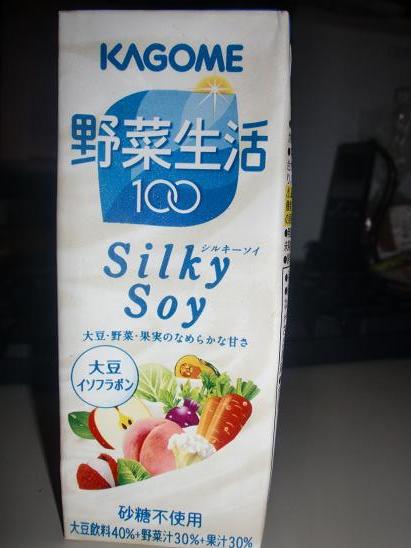 KAGOME
野菜生活
100
シルキーソイ
Silky
Soy
大豆・野菜・果実のなめらかな甘さ
大豆
イソフラボン
砂糖不使用
大豆飲料40%+野菜汁30%+果汁30%